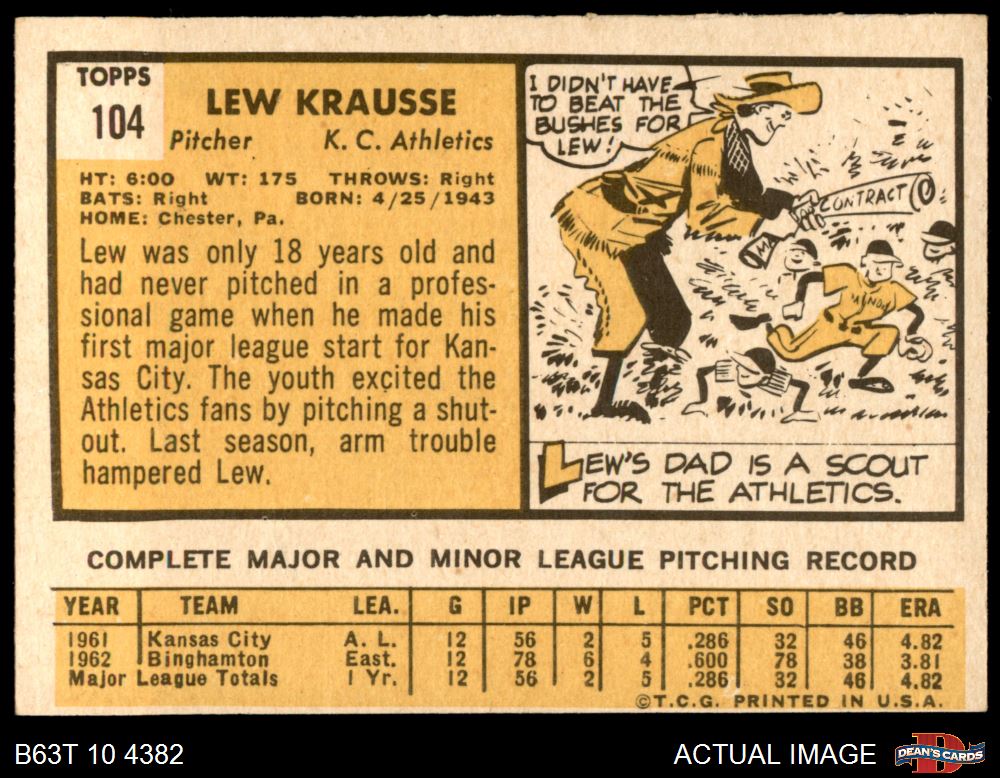 TOPPS
104
LEW KRAUSSE
Pitcher K. C. Athletics
HT: 6:00 WT: 175 THROWS: Right
BATS: Right BORN: 4/25/1943
HOME: Chester, Pa.
Lew was only 18 years old and
had never pitched in a profes-
sional game when he made his
first major league start for Kan-
sas City. The youth excited the
Athletics fans by pitching a shut-
out. Last season, arm trouble
hampered Lew.
I DIDN'T HAVE
TO BEAT THE
BUSHES FOR
LEW!
CONTRACT
LEW'S DAD IS A SCOUT
FOR THE ATHLETICS.
COMPLETE MAJOR AND MINOR LEAGUE PITCHING RECORD
YEAR TEAM LEA. G IP W L PCT SO BB ERA
1961 Kansas City A. L. 12 56 2 5 .286 32 46 4.82
1962 Binghamton East. 12 78 6 4 .600 78 38 3.81
Major League Totals 1 Yr. 12 56 2 5 .286 32 46 4.82
©T.C.G. PRINTED IN U.S.A.
B63T 10 4382
ACTUAL IMAGE
DEAN'S CARDS